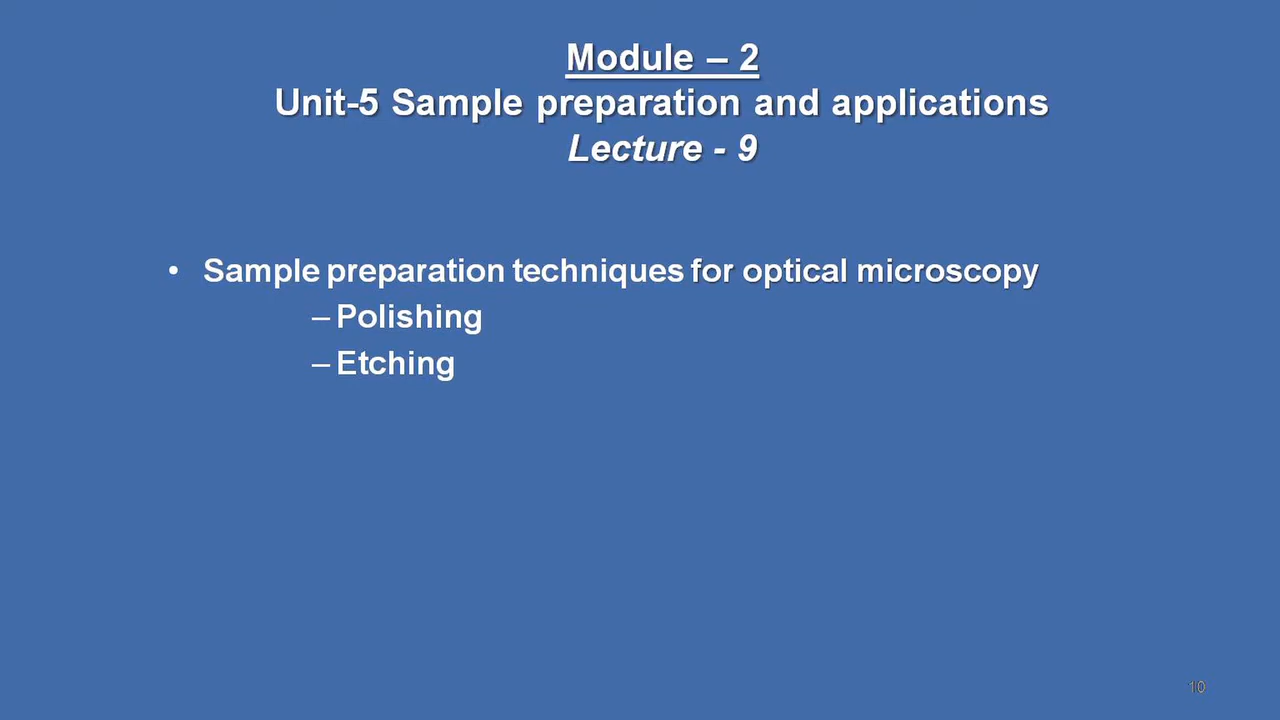 Module – 2
Unit-5 Sample preparation and applications
Lecture - 9
• Sample preparation techniques for optical microscopy
– Polishing
– Etching
10